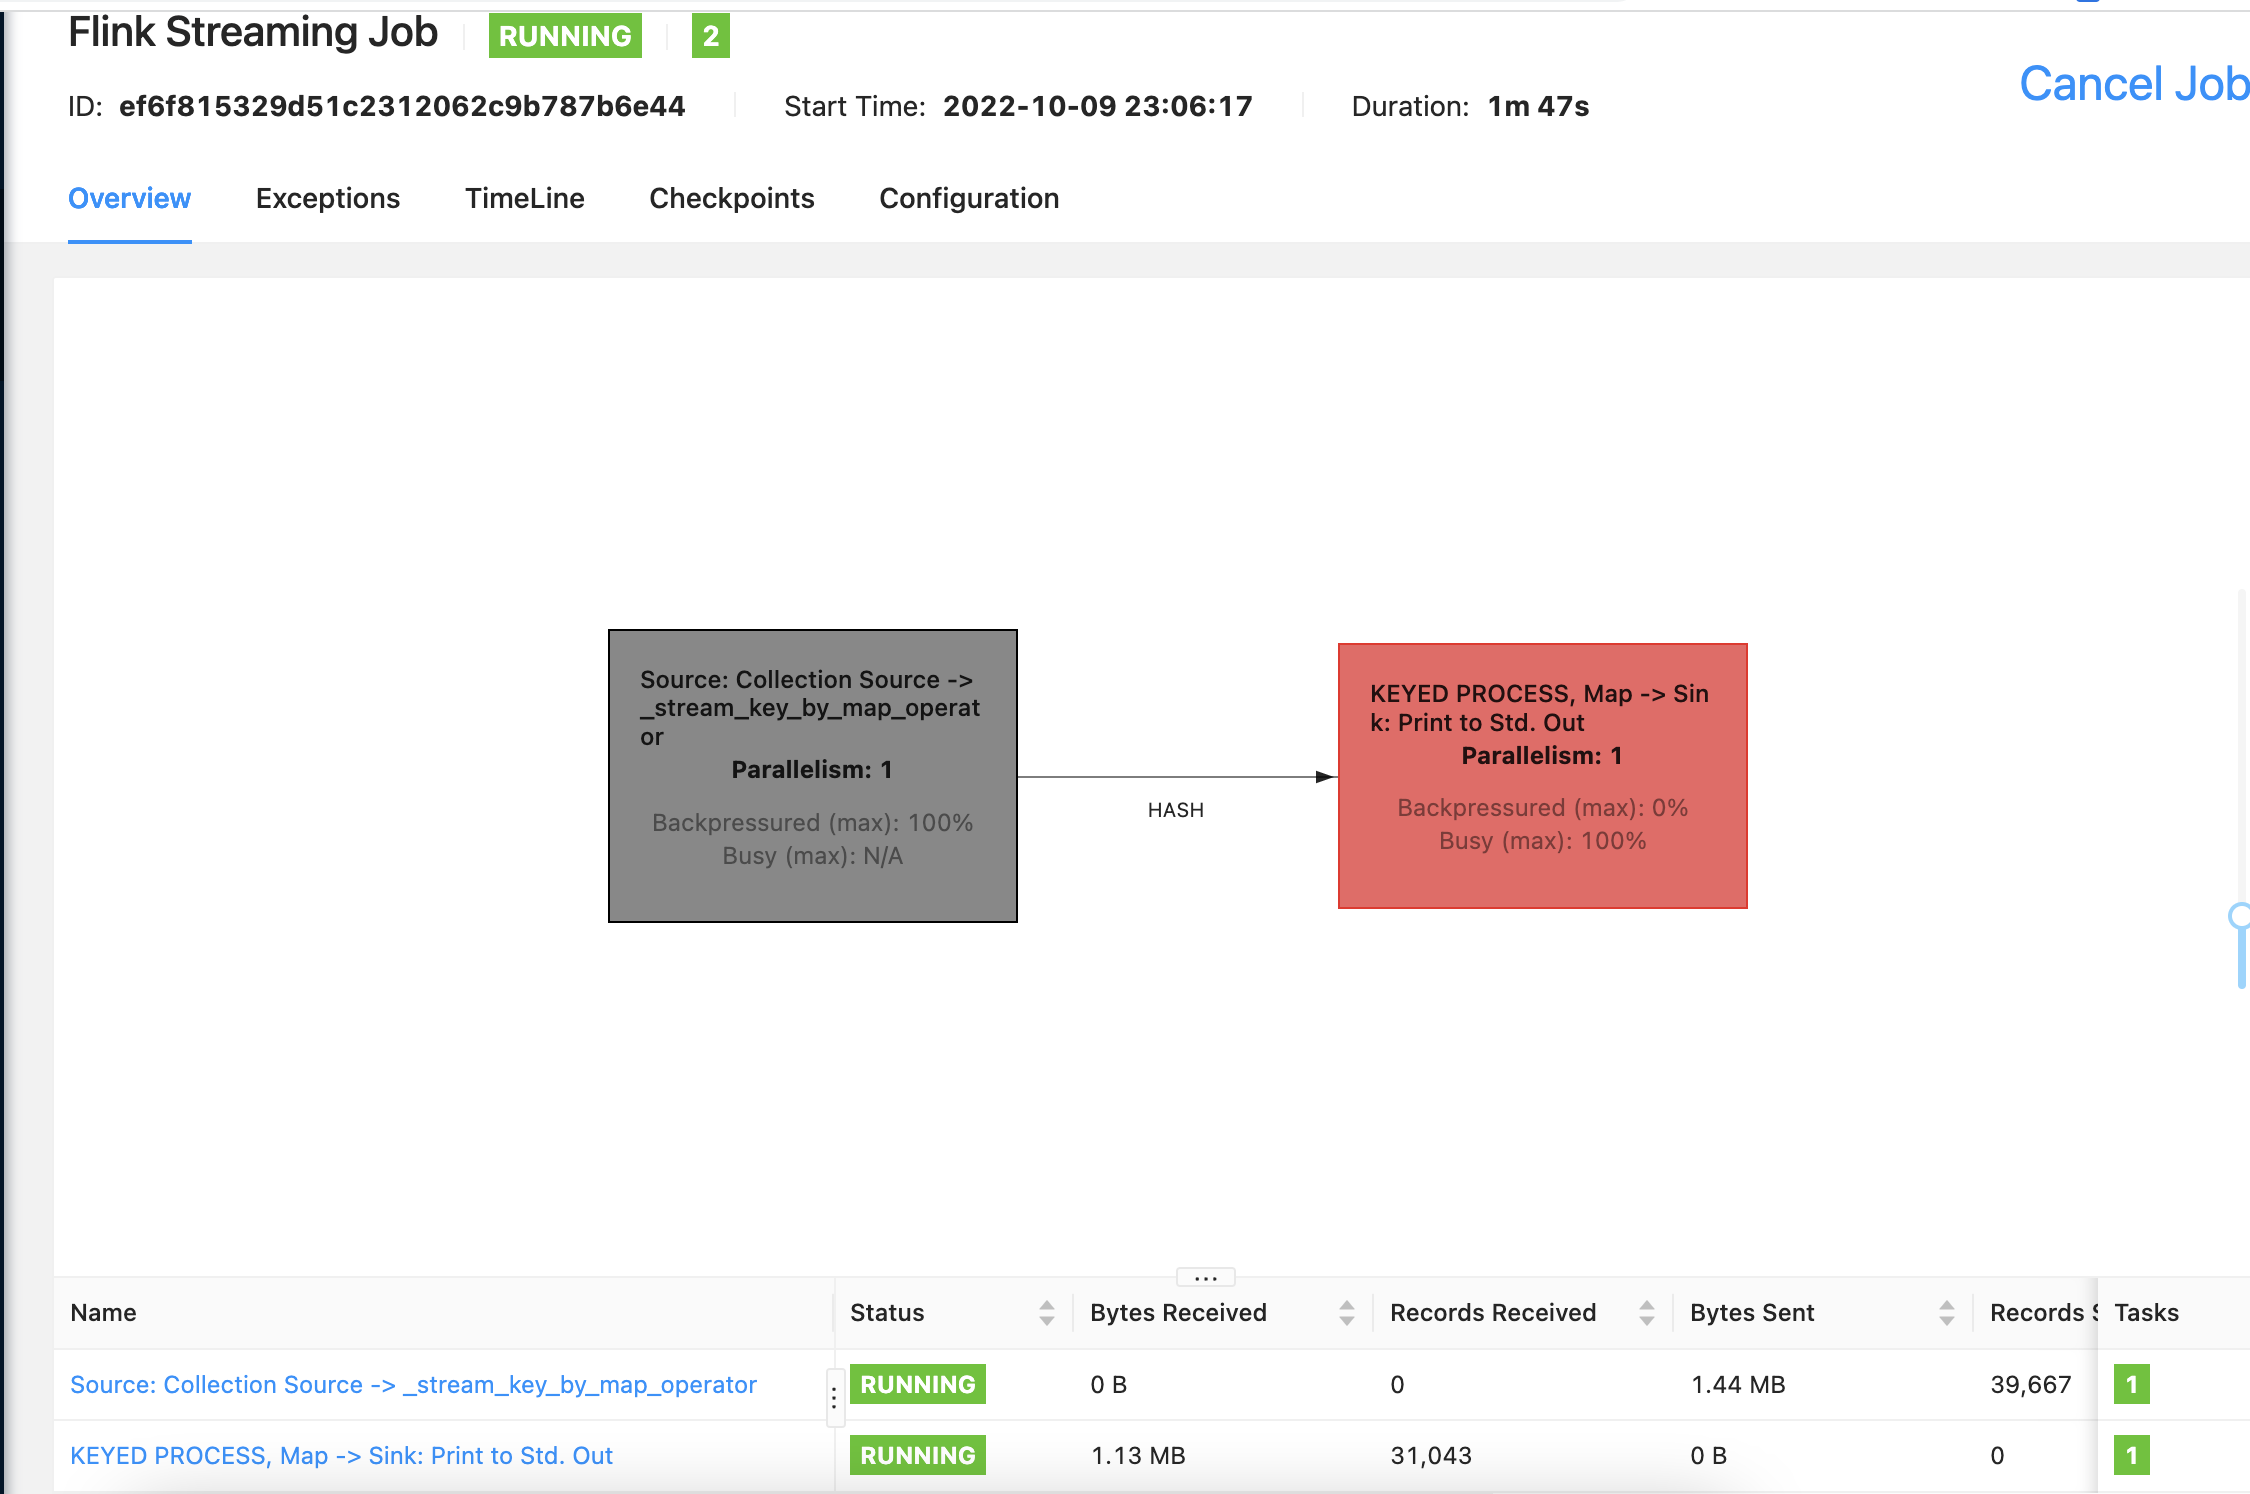 Flink Streaming Job RUNNING 2
Cancel Job
ID: ef6f815329d51c2312062c9b787b6e44 Start Time: 2022-10-09 23:06:17 Duration: 1m 47s
Overview Exceptions TimeLine Checkpoints Configuration
Source: Collection Source ->
_stream_key_by_map_operat
or
Parallelism: 1
Backpressured (max): 100%
Busy (max): N/A
HASH
KEYED PROCESS, Map -> Sin
k: Print to Std. Out
Parallelism: 1
Backpressured (max): 0%
Busy (max): 100%
Name Status Bytes Received Records Received Bytes Sent Records Tasks
Source: Collection Source -> _stream_key_by_map_operator RUNNING 0 B 0 1.44 MB 39,667 1
KEYED PROCESS, Map -> Sink: Print to Std. Out RUNNING 1.13 MB 31,043 0 B 0 1